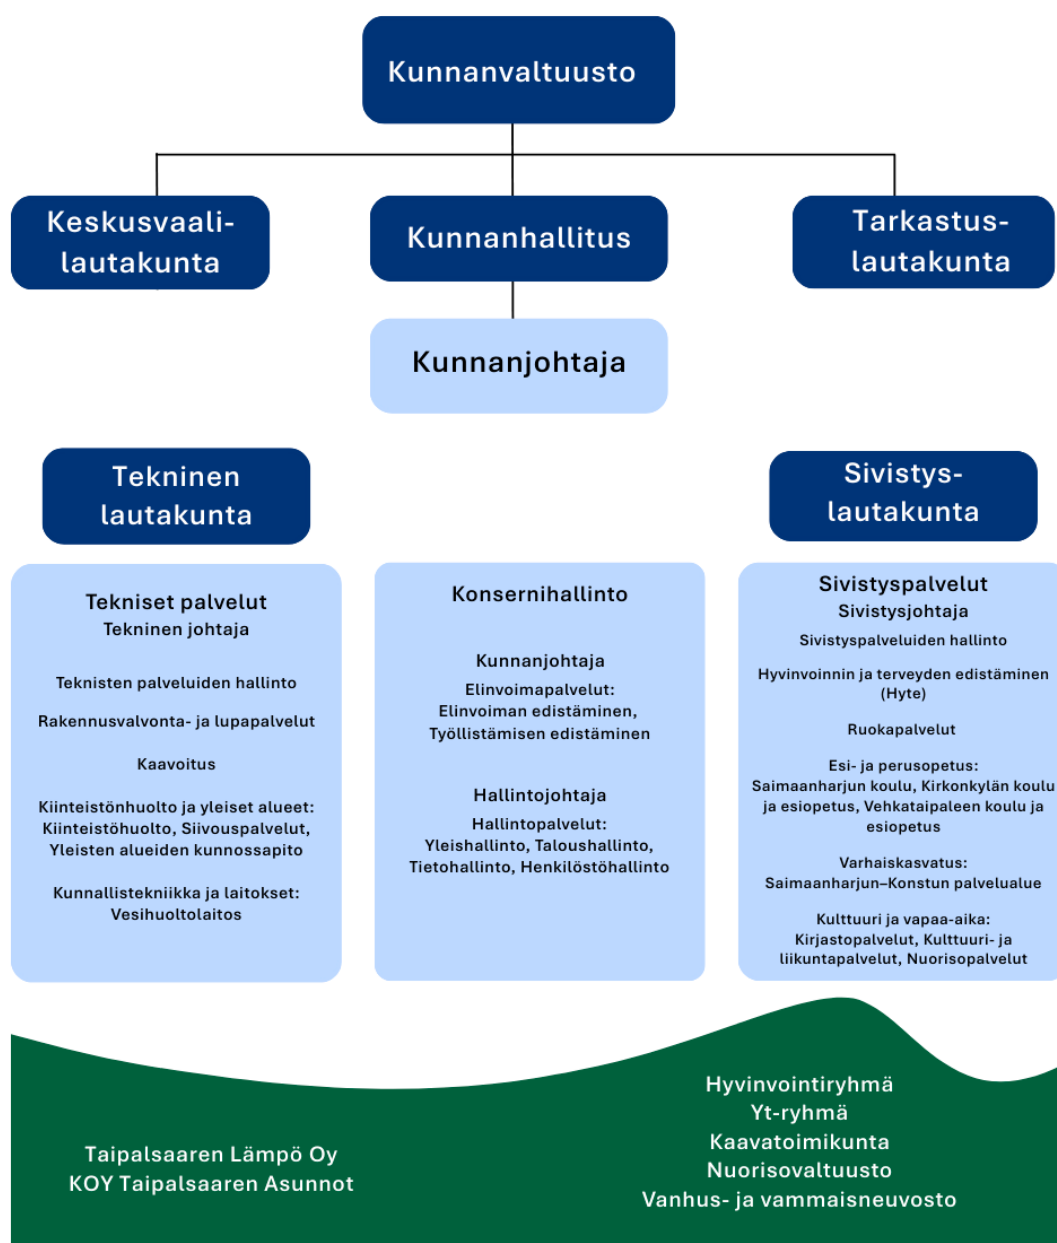 Kunnanvaltuusto
Keskusvaali-
lautakunta
Kunnanhallitus
Tarkastus-
lautakunta
Kunnanjohtaja
Tekninen
lautakunta
Sivistys-
lautakunta
Tekniset palvelut
Tekninen johtaja
Teknisten palveluiden hallinto
Rakennusvalvonta- ja lupapalvelut
Kaavoitus
Kiinteistönhuolto ja yleiset alueet:
Kiinteistöhuolto, Siivouspalvelut,
Yleisten alueiden kunnossapito
Kunnallistekniikka ja laitokset:
Vesihuoltolaitos
Konsernihallinto
Kunnanjohtaja
Elinvoimapalvelut:
Elinvoiman edistäminen,
Työllistämisen edistäminen
Hallintojohtaja
Hallintopalvelut:
Yleishallinto, Taloushallinto,
Tietohallinto, Henkilöstöhallinto
Sivistyspalvelut
Sivistysjohtaja
Sivistyspalveluiden hallinto
Hyvinvoinnin ja terveyden edistäminen
(Hyte)
Ruokapalvelut
Esi- ja perusopetus:
Saimaanharjun koulu, Kirkonkylän koulu
ja esiopetus, Vehkataipaleen koulu ja
esiopetus
Varhaiskasvatus:
Saimaanharjun–Konstun palvelualue
Kulttuuri ja vapaa-aika:
Kirjastopalvelut, Kulttuuri- ja
liikuntapalvelut, Nuorisopalvelut
Taipalsaaren Lämpö Oy
KOY Taipalsaaren Asunnot
Hyvinvointiryhmä
Yt-ryhmä
Kaavatoimikunta
Nuorisovaltuusto
Vanhus- ja vammaisneuvosto